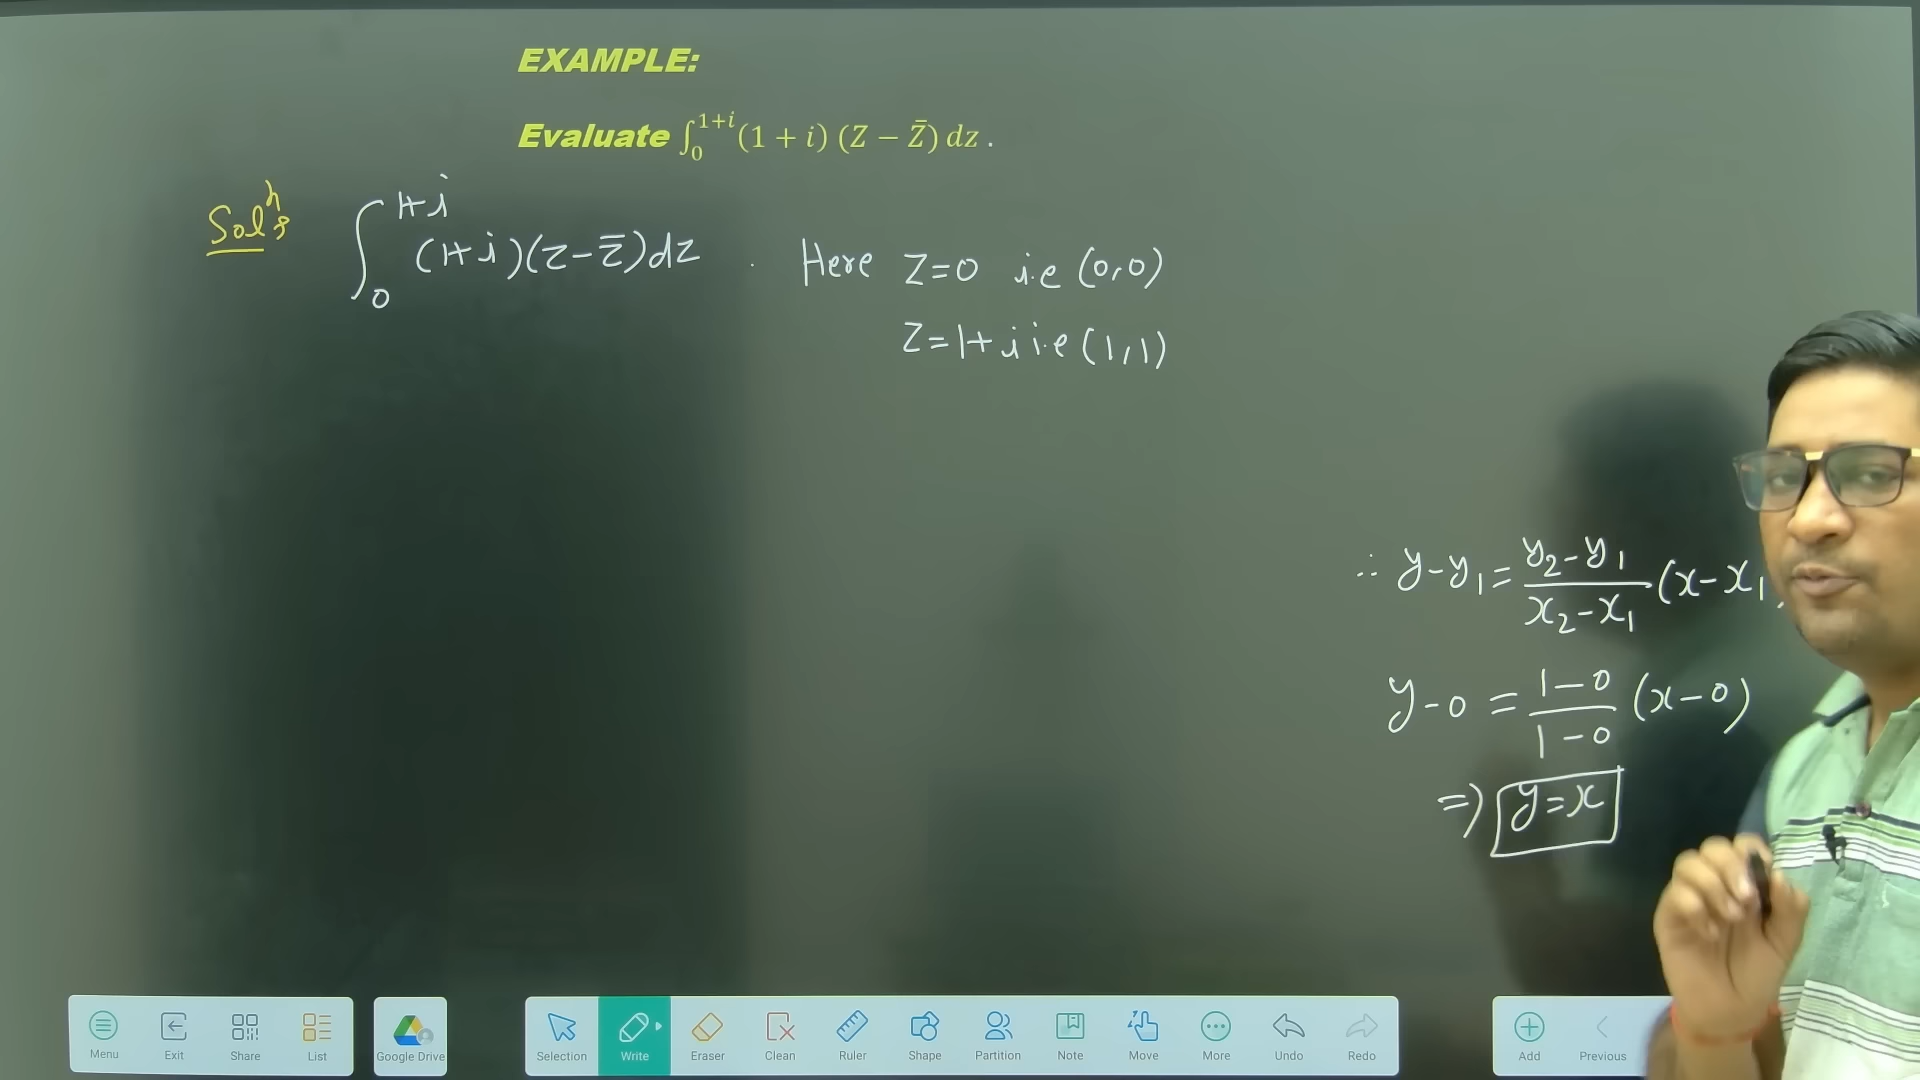 EXAMPLE:
Evaluate ∫₀^{1+i} (1 + i) (Z − Z̄) dz .
Solⁿ:
∫₀^{1+i} (1+i)(z−z̄)dz . Here Z=0 i.e (0,0)
Z=1+i i.e (1,1)
∴ y−y₁ = (y₂−y₁)/(x₂−x₁) (x−x₁
y−0 = (1−0)/(1−0) (x−0)
⇒ y=x
Menu Exit Share List Google Drive Selection Write Eraser Clean Ruler Shape Partition Note Move More Undo Redo Add Previous